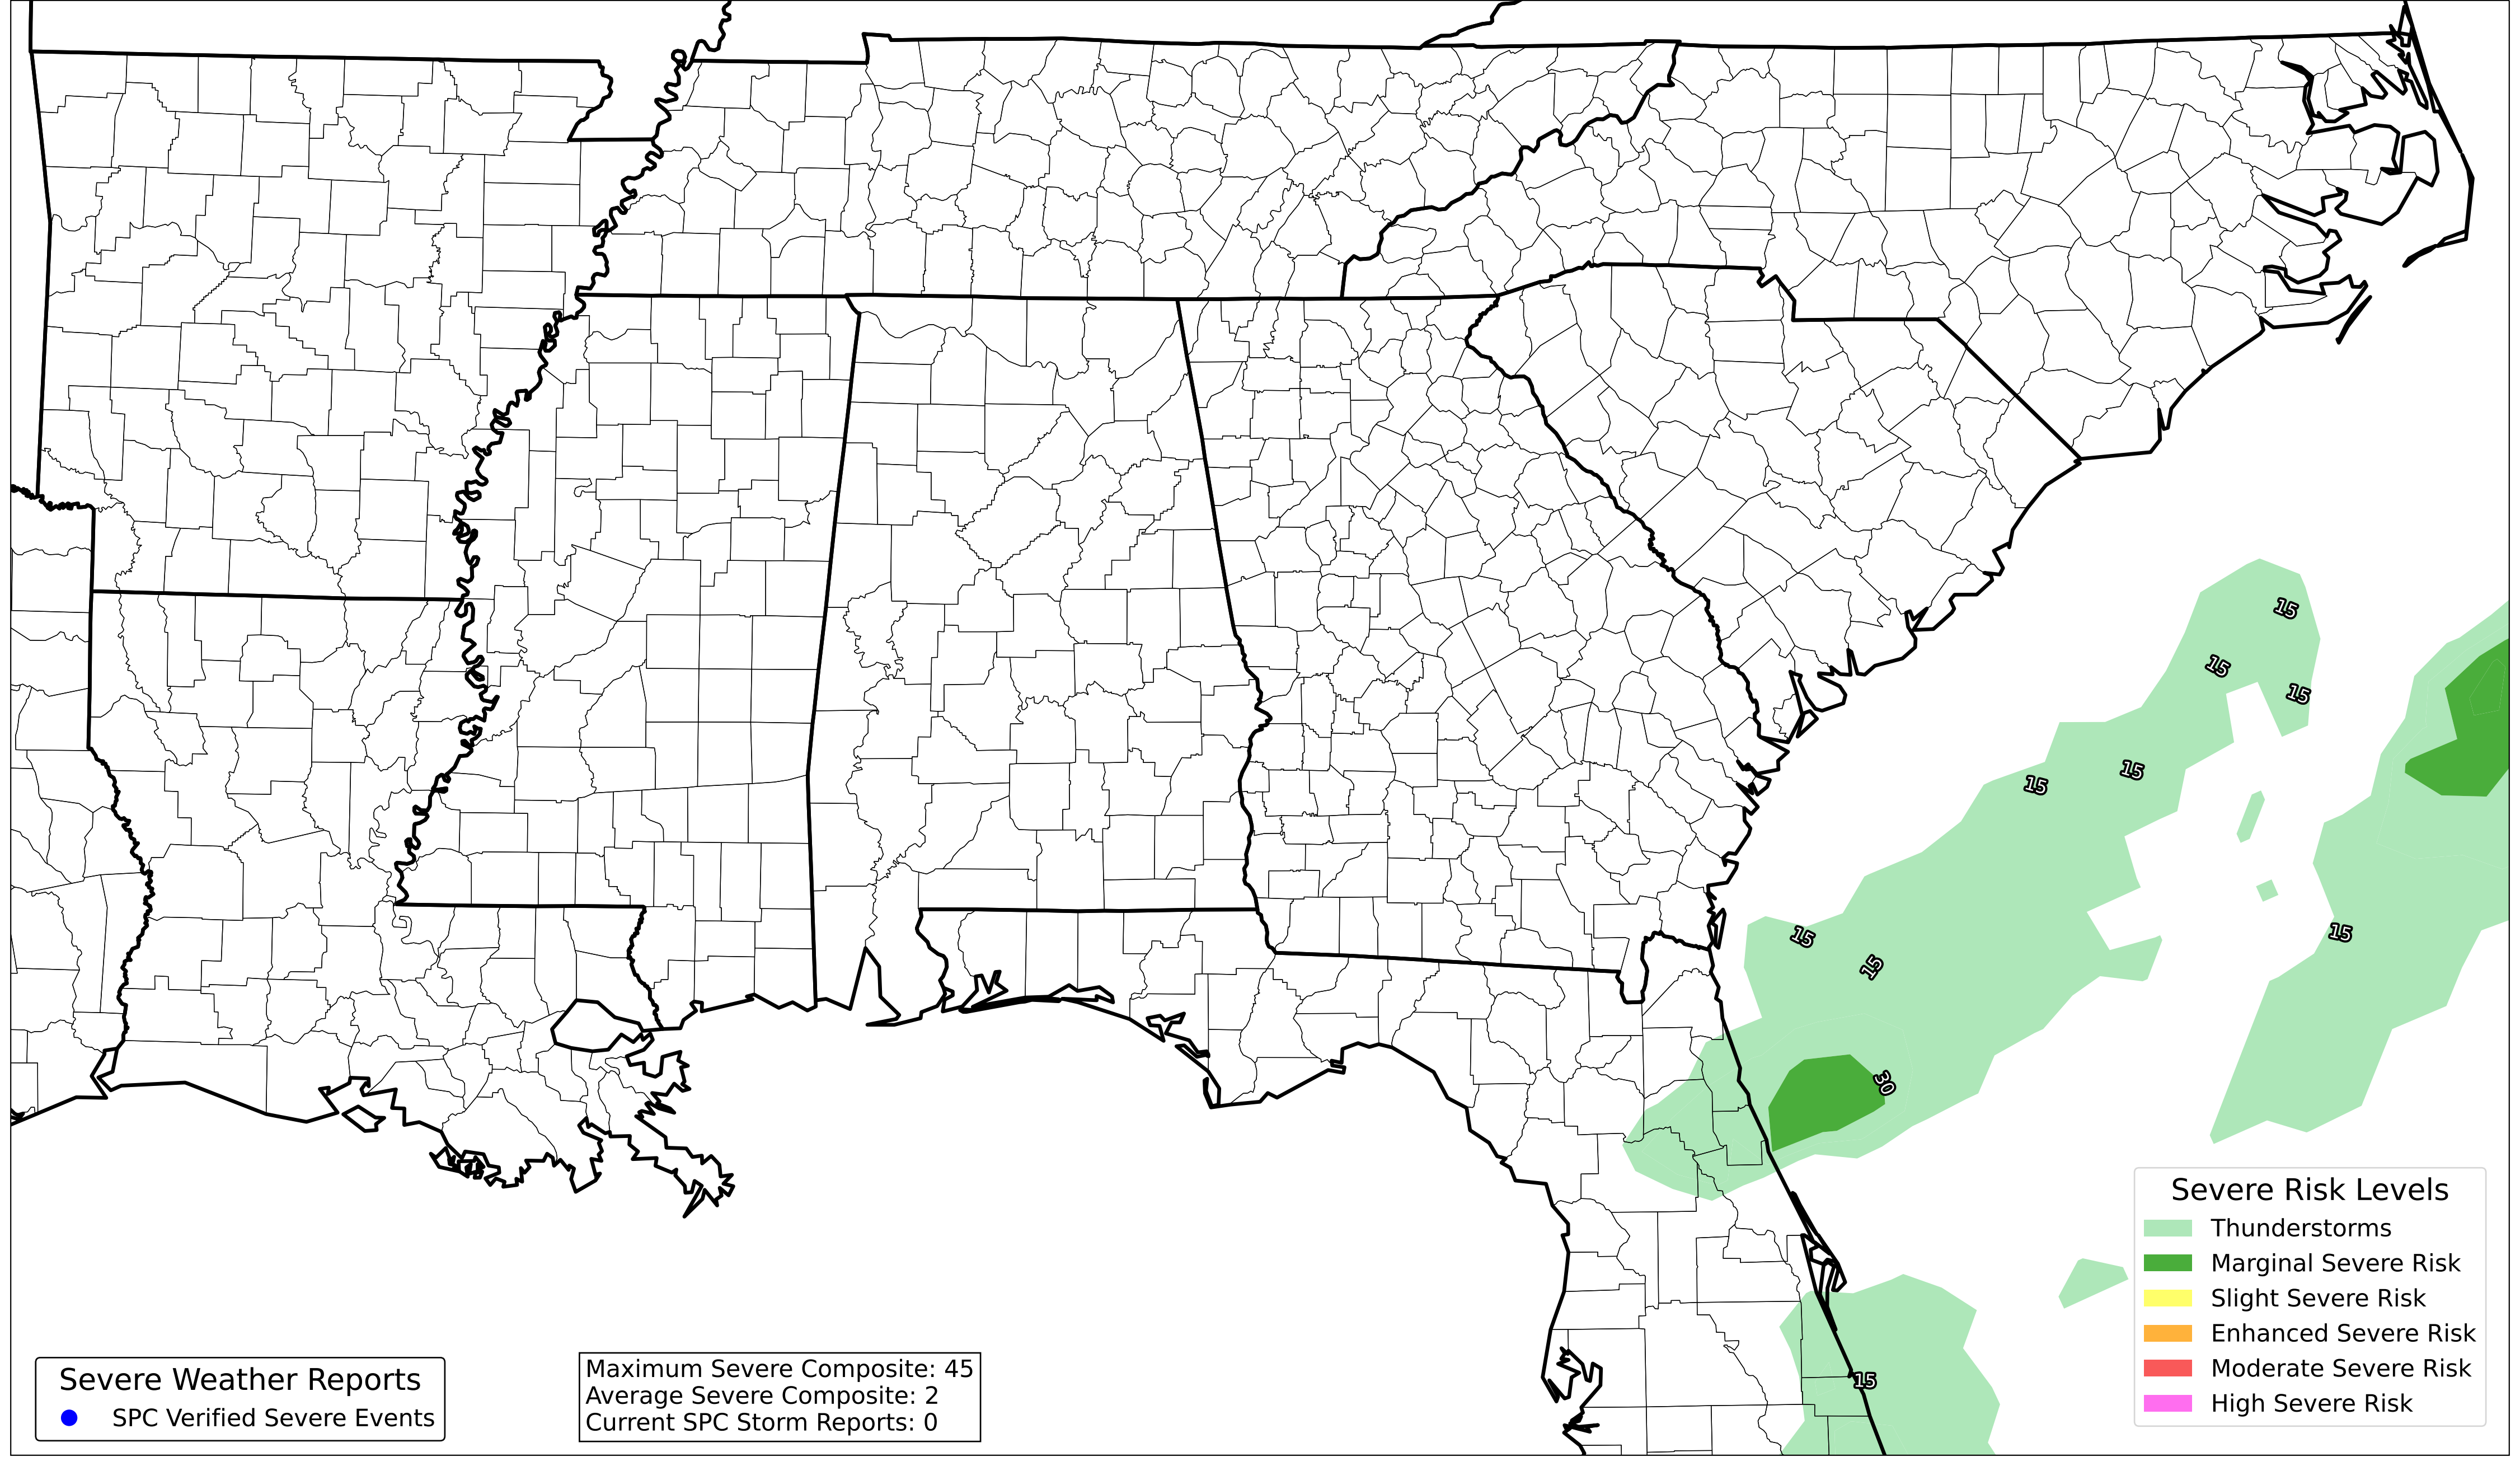 15
15
15
15
15
15
15
15
30
15
Severe Risk Levels
Thunderstorms
Marginal Severe Risk
Slight Severe Risk
Enhanced Severe Risk
Moderate Severe Risk
High Severe Risk
Severe Weather Reports
SPC Verified Severe Events
Maximum Severe Composite: 45
Average Severe Composite: 2
Current SPC Storm Reports: 0